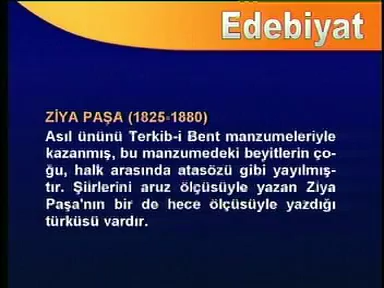 Edebiyat
ZİYA PAŞA (1825-1880)
Asıl ününü Terkib-i Bent manzumeleriyle
kazanmış, bu manzumedeki beyitlerin ço-
ğu, halk arasında atasözü gibi yayılmış-
tır. Şiirlerini aruz ölçüsüyle yazan Ziya
Paşa'nın bir de hece ölçüsüyle yazdığı
türküsü vardır.